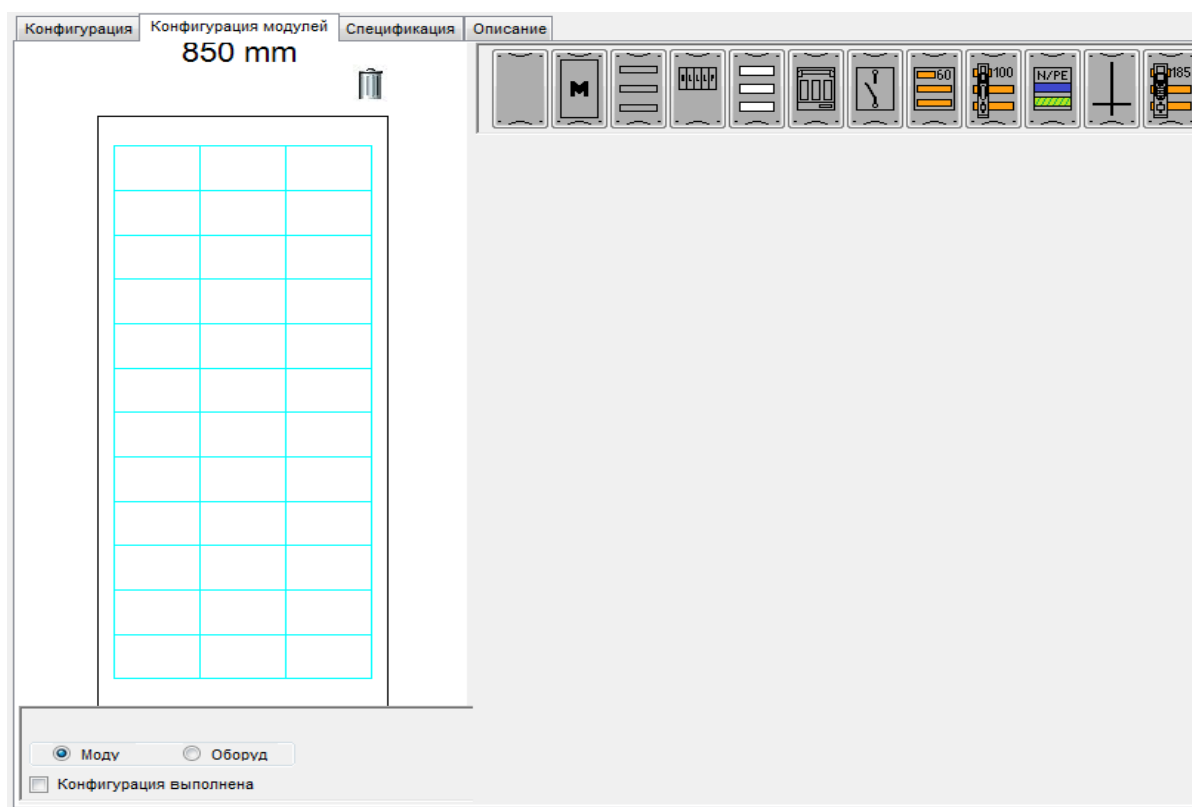 Конфигурация Конфигурация модулей Спецификация Описание
850 mm
M
60
100
N/PE
185
Моду Оборуд
Конфигурация выполнена